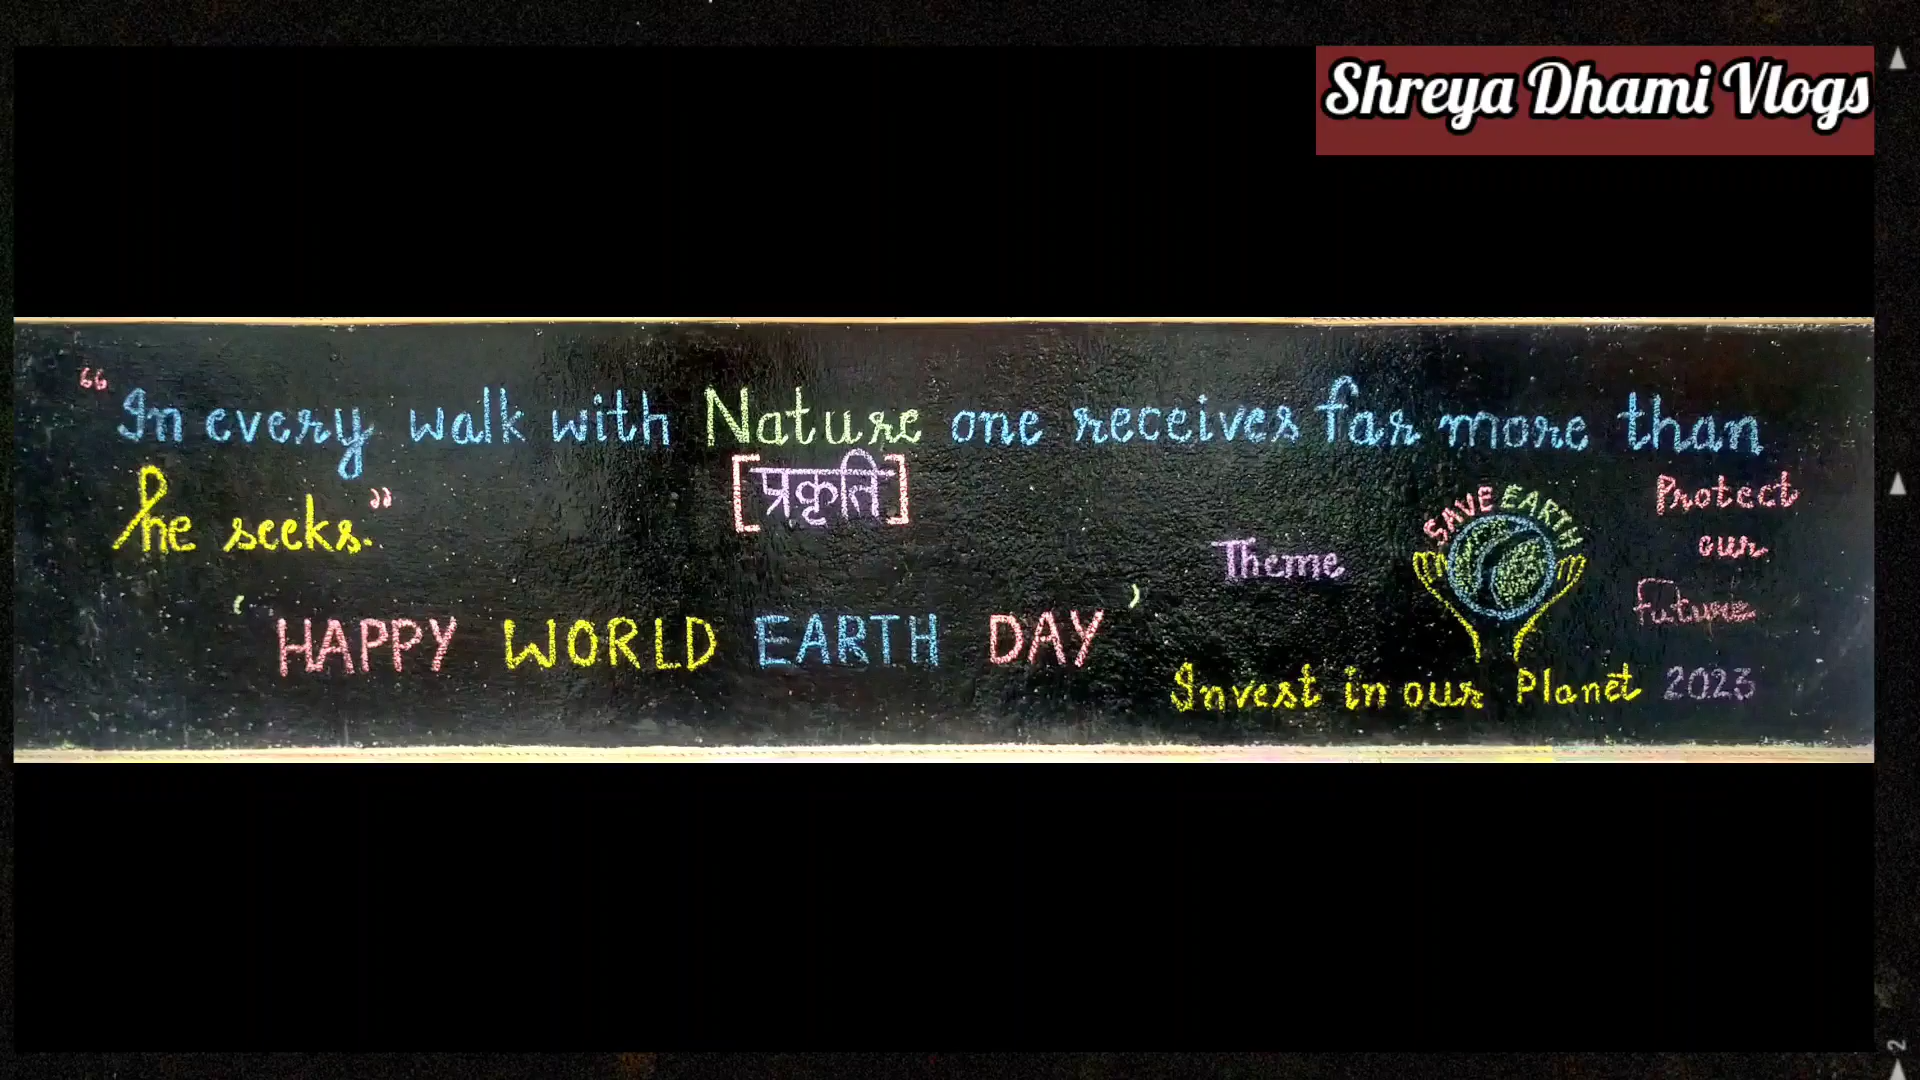 Shreya Dhami Vlogs
“In every walk with Nature one receives far more than
[प्रकृति]
he seeks.”
‘HAPPY WORLD EARTH DAY’
Theme
SAVE EARTH
Protect
our
future
Invest in our Planet 2023
2